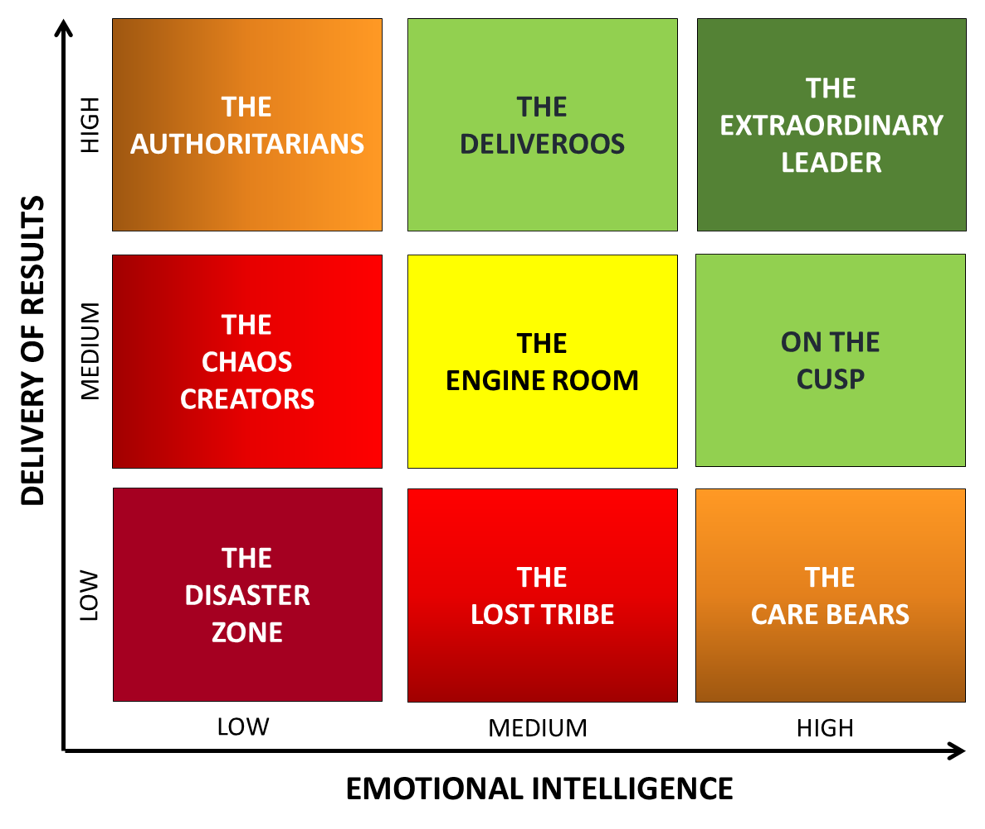 DELIVERY OF RESULTS
HIGH
THE
AUTHORITARIANS
THE
DELIVEROOS
THE
EXTRAORDINARY
LEADER
MEDIUM
THE
CHAOS
CREATORS
THE
ENGINE ROOM
ON THE
CUSP
LOW
THE
DISASTER
ZONE
THE
LOST TRIBE
THE
CARE BEARS
LOW
MEDIUM
HIGH
EMOTIONAL INTELLIGENCE